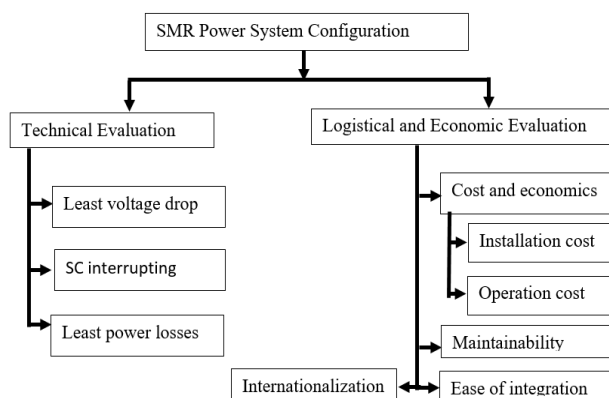 SMR Power System Configuration
Technical Evaluation
Logistical and Economic Evaluation
Least voltage drop
SC interrupting
Least power losses
Cost and economics
Installation cost
Operation cost
Maintainability
Internationalization
Ease of integration